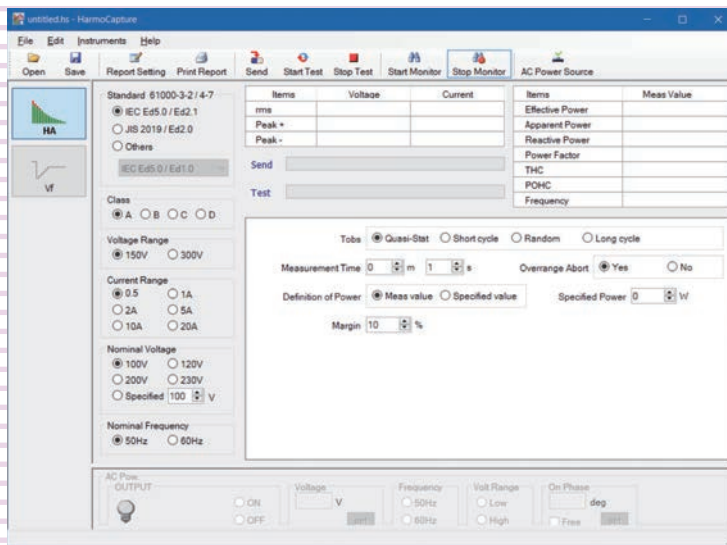 untitled.hs - HarmoCapture
File Edit Instruments Help
Open Save Report Setting Print Report Send Start Test Stop Test Start Monitor Stop Monitor AC Power Source
HA
Vf
Standard 61000-3-2 / 4-7
IEC Ed5.0 / Ed2.1
JIS 2019 / Ed2.0
Others
IEC Ed5.0 / Ed1.0
Class
A B C D
Voltage Range
150V 300V
Current Range
0.5 1A
2A 5A
10A 20A
Nominal Voltage
100V 120V
200V 230V
Specified 100 V
Nominal Frequency
50Hz 60Hz
Items Voltage Current
rms
Peak +
Peak -
Send
Test
Items Meas Value
Effective Power
Apparent Power
Reactive Power
Power Factor
THC
POHC
Frequency
Tobs Quasi-Stat Short cycle Random Long cycle
Measurement Time 0 m 1 s Overrange Abort Yes No
Definition of Power Meas value Specified value Specified Power 0 W
Margin 10 %
AC Pow.
OUTPUT
ON
OFF
Voltage
V
set
Frequency
50Hz
60Hz
Volt Range
Low
High
On Phase
deg
Free set